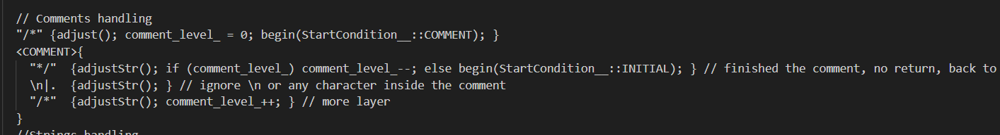 // Comments handling
"/*" {adjust(); comment_level_ = 0; begin(StartCondition__::COMMENT); }
<COMMENT>{
  "*/"  {adjustStr(); if (comment_level_) comment_level_--; else begin(StartCondition__::INITIAL); } // finished the comment, no return, back to
  \n|.  {adjustStr(); } // ignore \n or any character inside the comment
  "/*"  {adjustStr(); comment_level_++; } // more layer
}
//Strings handling